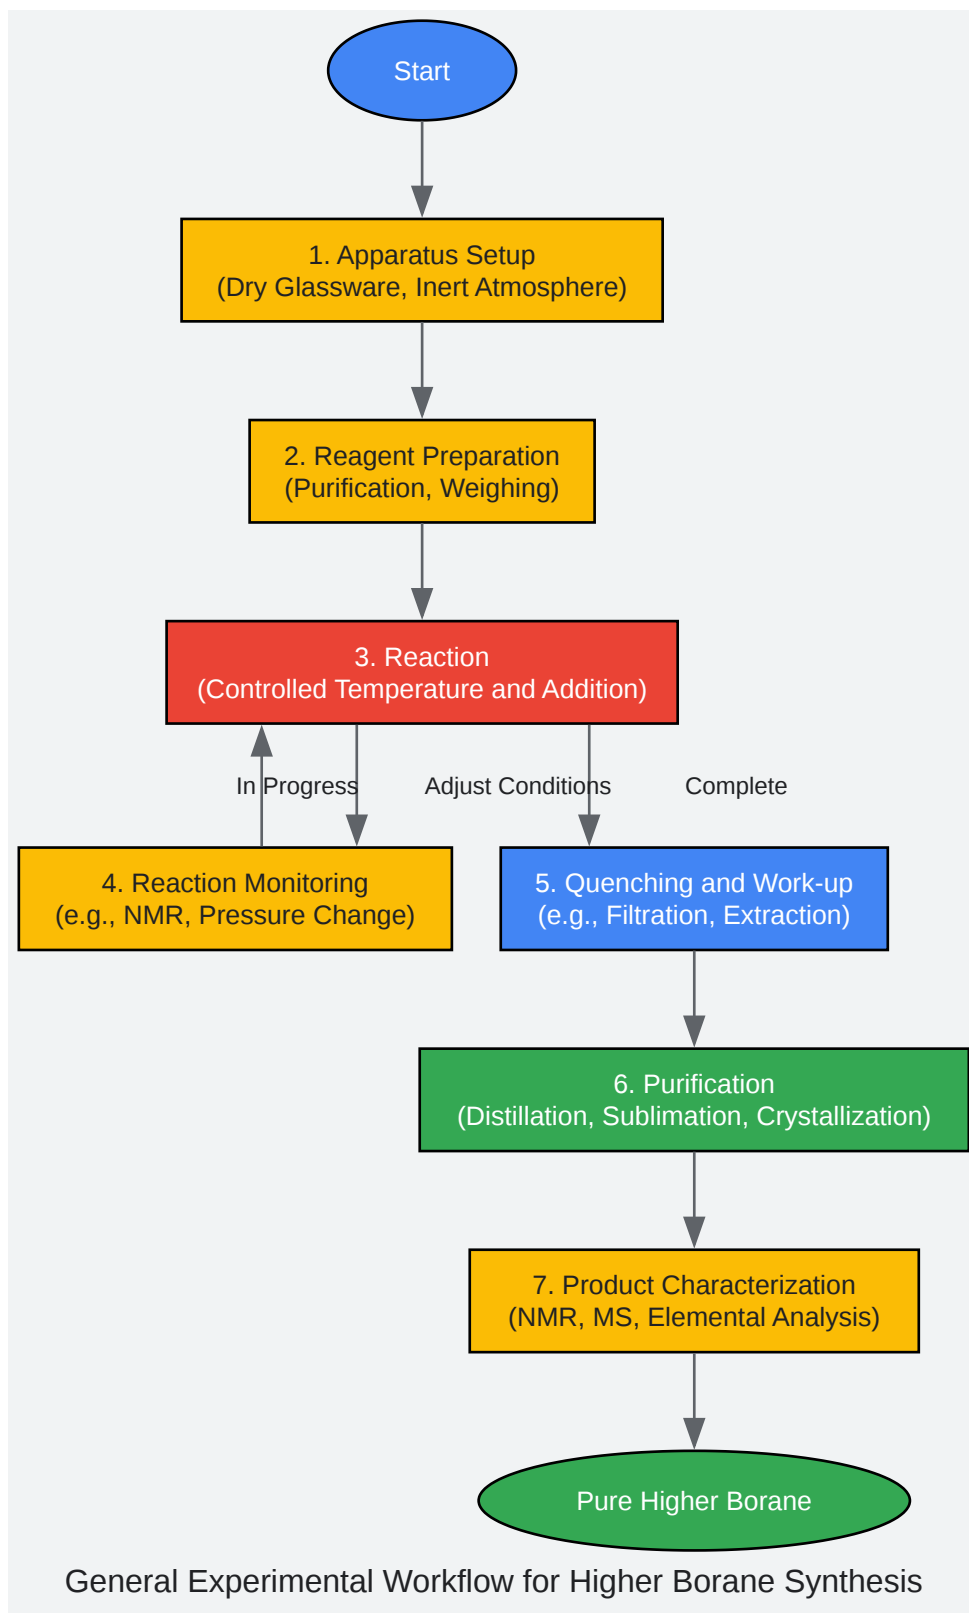 Start
1. Apparatus Setup
(Dry Glassware, Inert Atmosphere)
2. Reagent Preparation
(Purification, Weighing)
3. Reaction
(Controlled Temperature and Addition)
In Progress
Adjust Conditions
Complete
4. Reaction Monitoring
(e.g., NMR, Pressure Change)
5. Quenching and Work-up
(e.g., Filtration, Extraction)
6. Purification
(Distillation, Sublimation, Crystallization)
7. Product Characterization
(NMR, MS, Elemental Analysis)
Pure Higher Borane
General Experimental Workflow for Higher Borane Synthesis